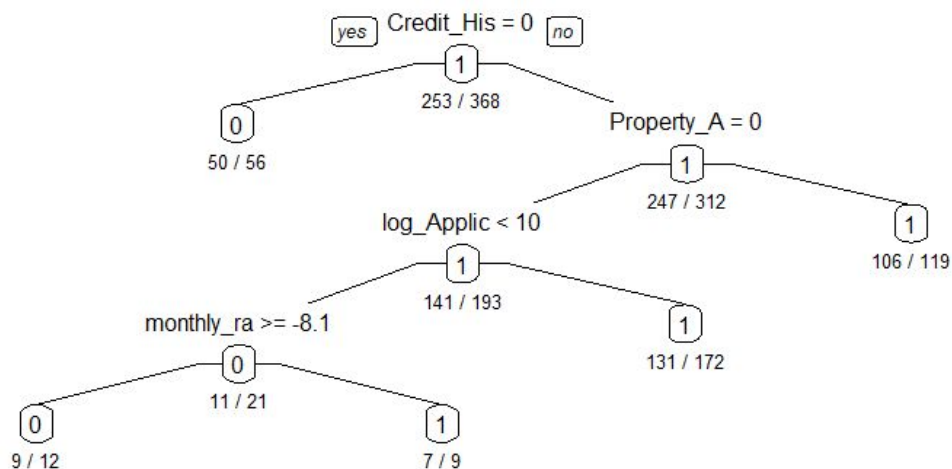 yes Credit_His = 0 no
1
253 / 368
0
50 / 56
Property_A = 0
1
247 / 312
log_Applic < 10
1
141 / 193
1
106 / 119
monthly_ra >= -8.1
0
11 / 21
1
131 / 172
0
9 / 12
1
7 / 9